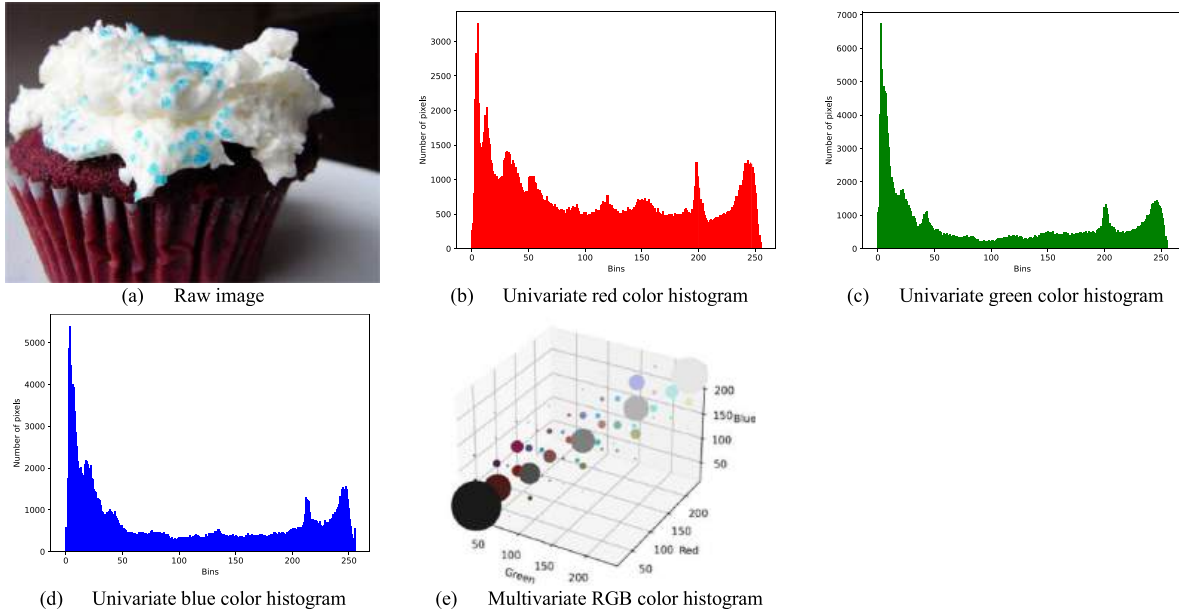 3000
2500
2000
1500
1000
500
0
Number of pixels
0 50 100 150 200 250
Bins
7000
6000
5000
4000
3000
2000
1000
0
Number of pixels
0 50 100 150 200 250
Bins
(a) Raw image
(b) Univariate red color histogram
(c) Univariate green color histogram
5000
4000
3000
2000
1000
0
Number of pixels
0 50 100 150 200 250
Bins
200
150
100
50
Blue
50
100
150
200
Green
50
100
150
200
Red
(d) Univariate blue color histogram
(e) Multivariate RGB color histogram